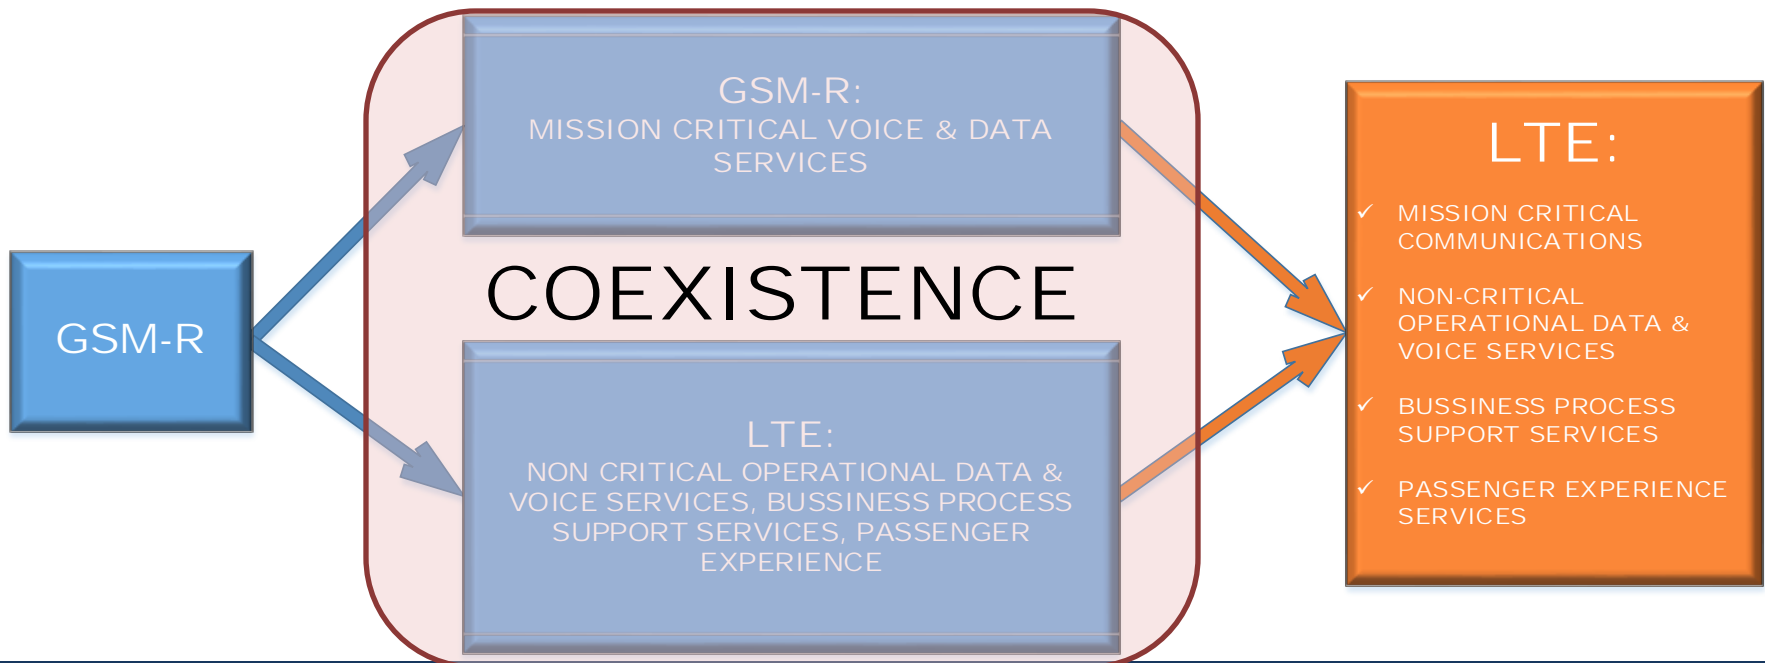 GSM-R
GSM-R:
MISSION CRITICAL VOICE & DATA
SERVICES
COEXISTENCE
LTE:
NON CRITICAL OPERATIONAL DATA &
VOICE SERVICES, BUSSINESS PROCESS
SUPPORT SERVICES, PASSENGER
EXPERIENCE
LTE:
✓ MISSION CRITICAL
COMMUNICATIONS
✓ NON-CRITICAL
OPERATIONAL DATA &
VOICE SERVICES
✓ BUSSINESS PROCESS
SUPPORT SERVICES
✓ PASSENGER EXPERIENCE
SERVICES